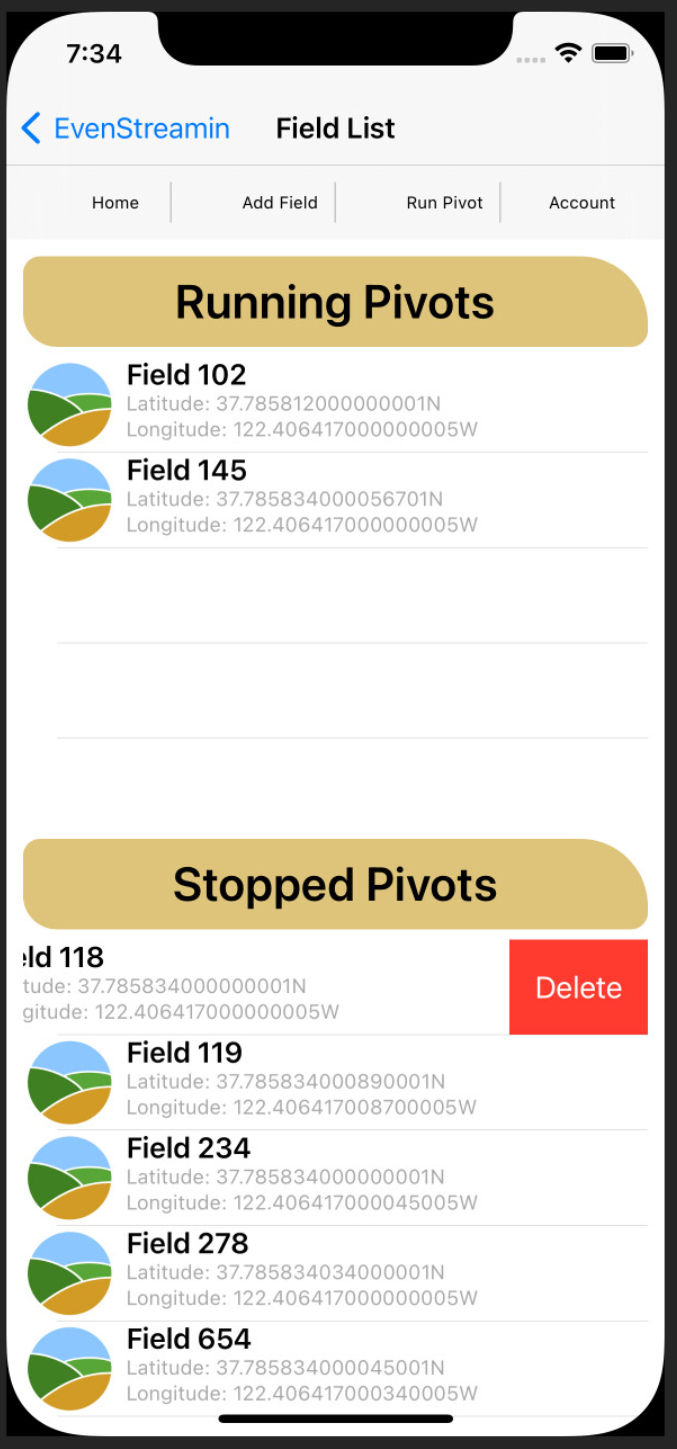 7:34
EvenStreamin Field List
Home Add Field Run Pivot Account
Running Pivots
Field 102
Latitude: 37.785812000000001N
Longitude: 122.406417000000005W
Field 145
Latitude: 37.785834000056701N
Longitude: 122.406417000000005W
Stopped Pivots
eld 118
tude: 37.785834000000001N
gitude: 122.406417000000005W
Delete
Field 119
Latitude: 37.785834000890001N
Longitude: 122.406417008700005W
Field 234
Latitude: 37.785834000000001N
Longitude: 122.406417000045005W
Field 278
Latitude: 37.785834034000001N
Longitude: 122.406417000000005W
Field 654
Latitude: 37.785834000045001N
Longitude: 122.406417000340005W